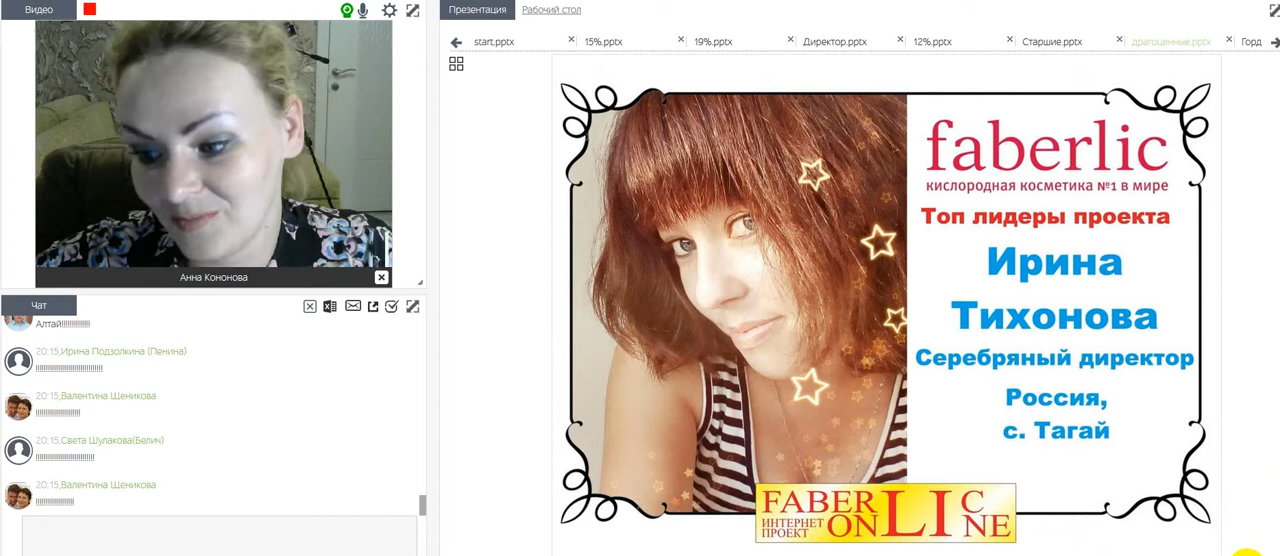 Видео
Анна Кононова
Чат
Алтай!!!!!!!!!!!!!!!
20:15,Ирина Подзолкина (Пенина)
!!!!!!!!!!!!!!!!!!!!!!!!!!!!!!!!!!
20:15,Валентина Щеникова
!!!!!!!!!!!!!!!!!!!!!!
20:15,Света Шулакова(Белич)
!!!!!!!!!!!!!!!!!!!!!!!!!!!!!
20:15,Валентина Щеникова
!!!!!!!!!!!!!!!!!!!
Презентация Рабочий стол
start.pptx 15%.pptx 19%.pptx Директор.pptx 12%.pptx Старшие.pptx драгоценные.pptx Горд
faberlic
кислородная косметика №1 в мире
Топ лидеры проекта
Ирина
Тихонова
Серебряный директор
Россия,
с. Тагай
FABERLIC
ИНТЕРНЕТ ПРОЕКТ
ONLINE